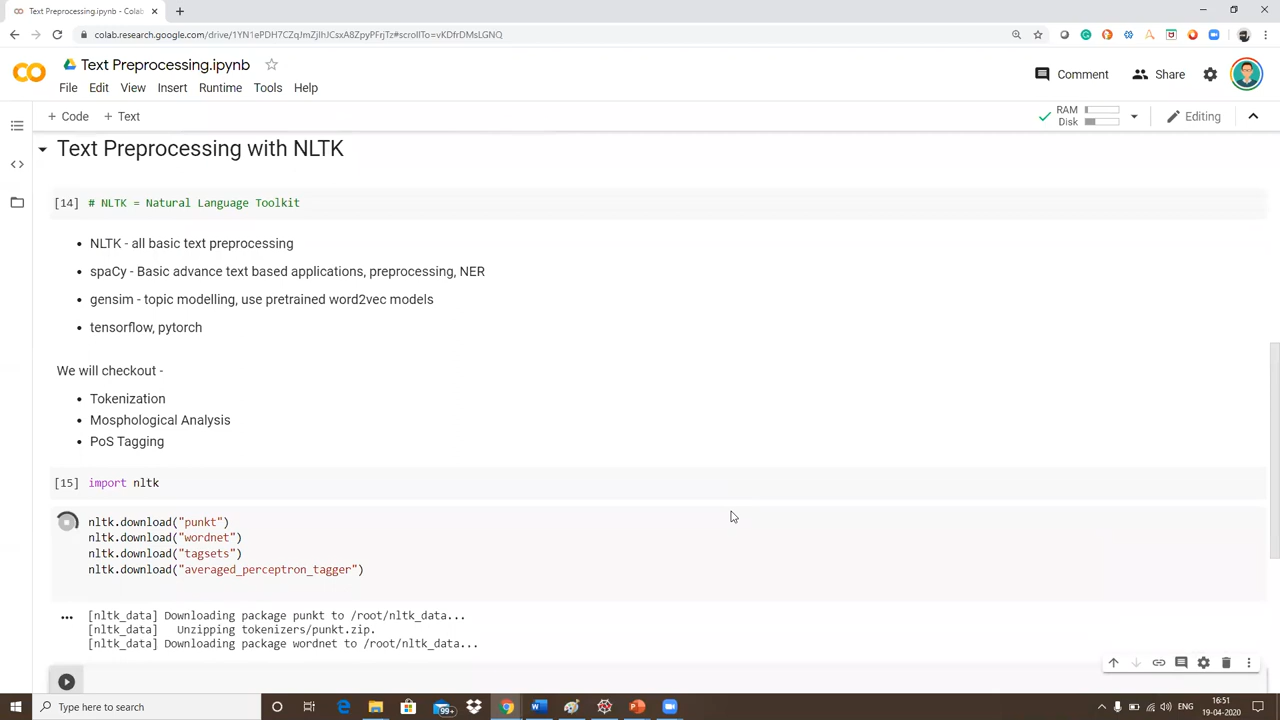 Text Preprocessing.ipynb - Colab
colab.research.google.com/drive/1YN1ePDH7CZqJmZjIhJCsxA8ZpyPFrjTz#scrollTo=vKDfrDMsLGNQ
Text Preprocessing.ipynb
Comment
Share
File Edit View Insert Runtime Tools Help
+ Code + Text
RAM
Disk
Editing
Text Preprocessing with NLTK
[14] # NLTK = Natural Language Toolkit
• NLTK - all basic text preprocessing
• spaCy - Basic advance text based applications, preprocessing, NER
• gensim - topic modelling, use pretrained word2vec models
• tensorflow, pytorch
We will checkout -
• Tokenization
• Mosphological Analysis
• PoS Tagging
[15] import nltk
nltk.download("punkt")
nltk.download("wordnet")
nltk.download("tagsets")
nltk.download("averaged_perceptron_tagger")
[nltk_data] Downloading package punkt to /root/nltk_data...
[nltk_data]   Unzipping tokenizers/punkt.zip.
[nltk_data] Downloading package wordnet to /root/nltk_data...
Type here to search
99+
ENG
16:51
19-04-2020